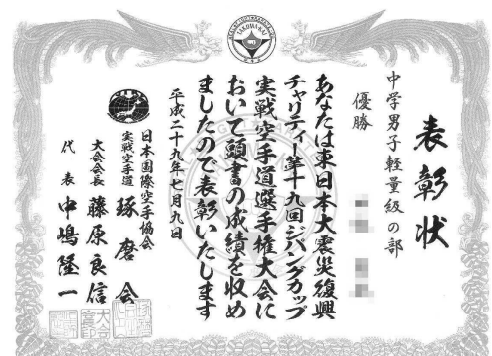 表彰状
中学男子軽量級の部
優勝
あなたは東日本大震災復興
チャリティー第十九回ジパングカップ
実戦空手道選手権大会に
おいて頭書の成績を収め
ましたので表彰いたします
平成二十九年七月九日
日本国際空手協会
実戦空手道 琢磨会
大会会長 藤原良信
代表 中嶋隆一
TAKUMAKAI